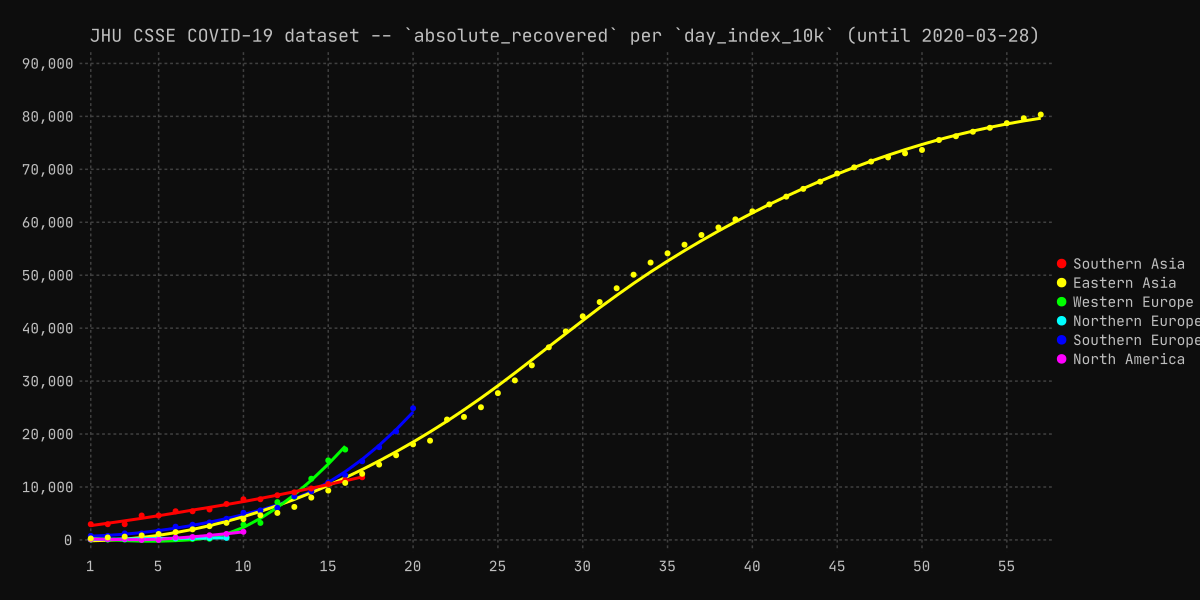 JHU CSSE COVID-19 dataset -- `absolute_recovered` per `day_index_10k` (until 2020-03-28)
90,000
80,000
70,000
60,000
50,000
40,000
30,000
20,000
10,000
0
1 5 10 15 20 25 30 35 40 45 50 55
Southern Asia
Eastern Asia
Western Europe
Northern Europe
Southern Europe
North America